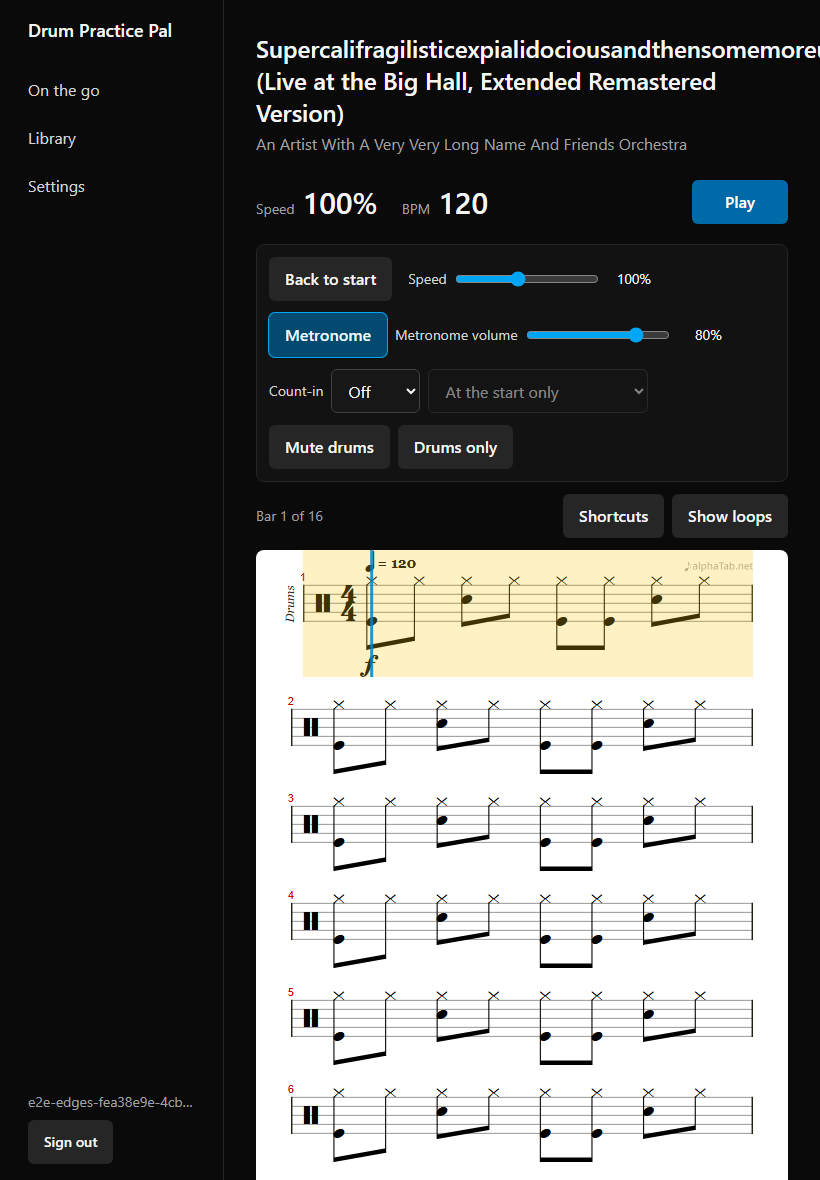 Drum Practice Pal
On the go
Library
Settings
e2e-edges-fea38e9e-4cb...
Sign out
Supercalifragilisticexpialidociousandthensomemore
(Live at the Big Hall, Extended Remastered
Version)
An Artist With A Very Very Long Name And Friends Orchestra
Speed 100% BPM 120
Play
Back to start Speed 100%
Metronome Metronome volume 80%
Count-in Off At the start only
Mute drums Drums only
Bar 1 of 16 Shortcuts Show loops
= 120
alphaTab.net
1
Drums
4
4
f
2
3
4
5
6